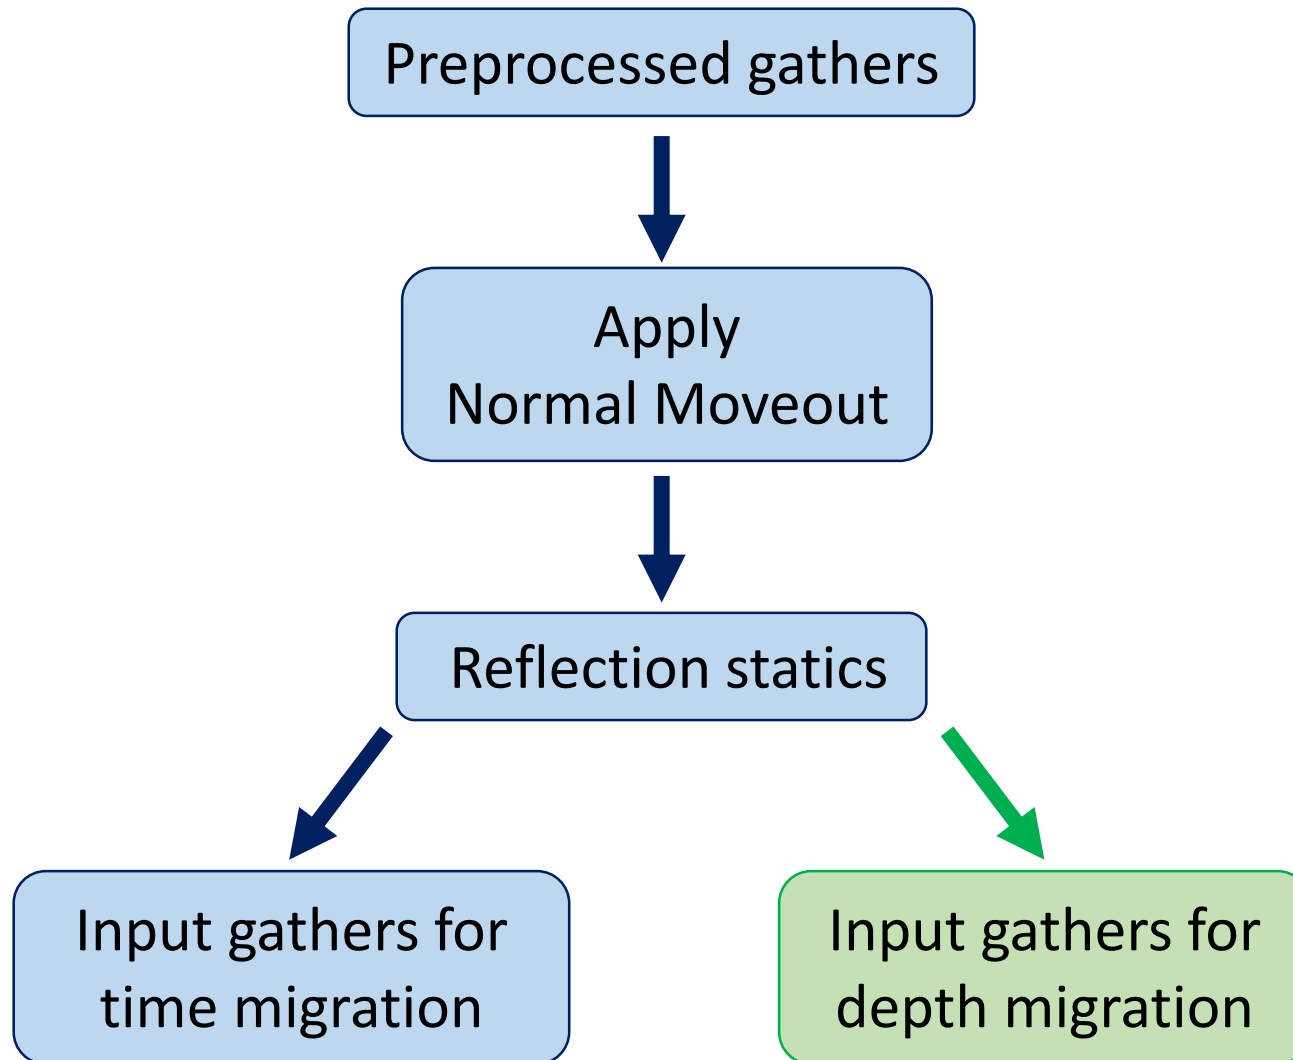 Preprocessed gathers
Apply
Normal Moveout
Reflection statics
Input gathers for
time migration
Input gathers for
depth migration